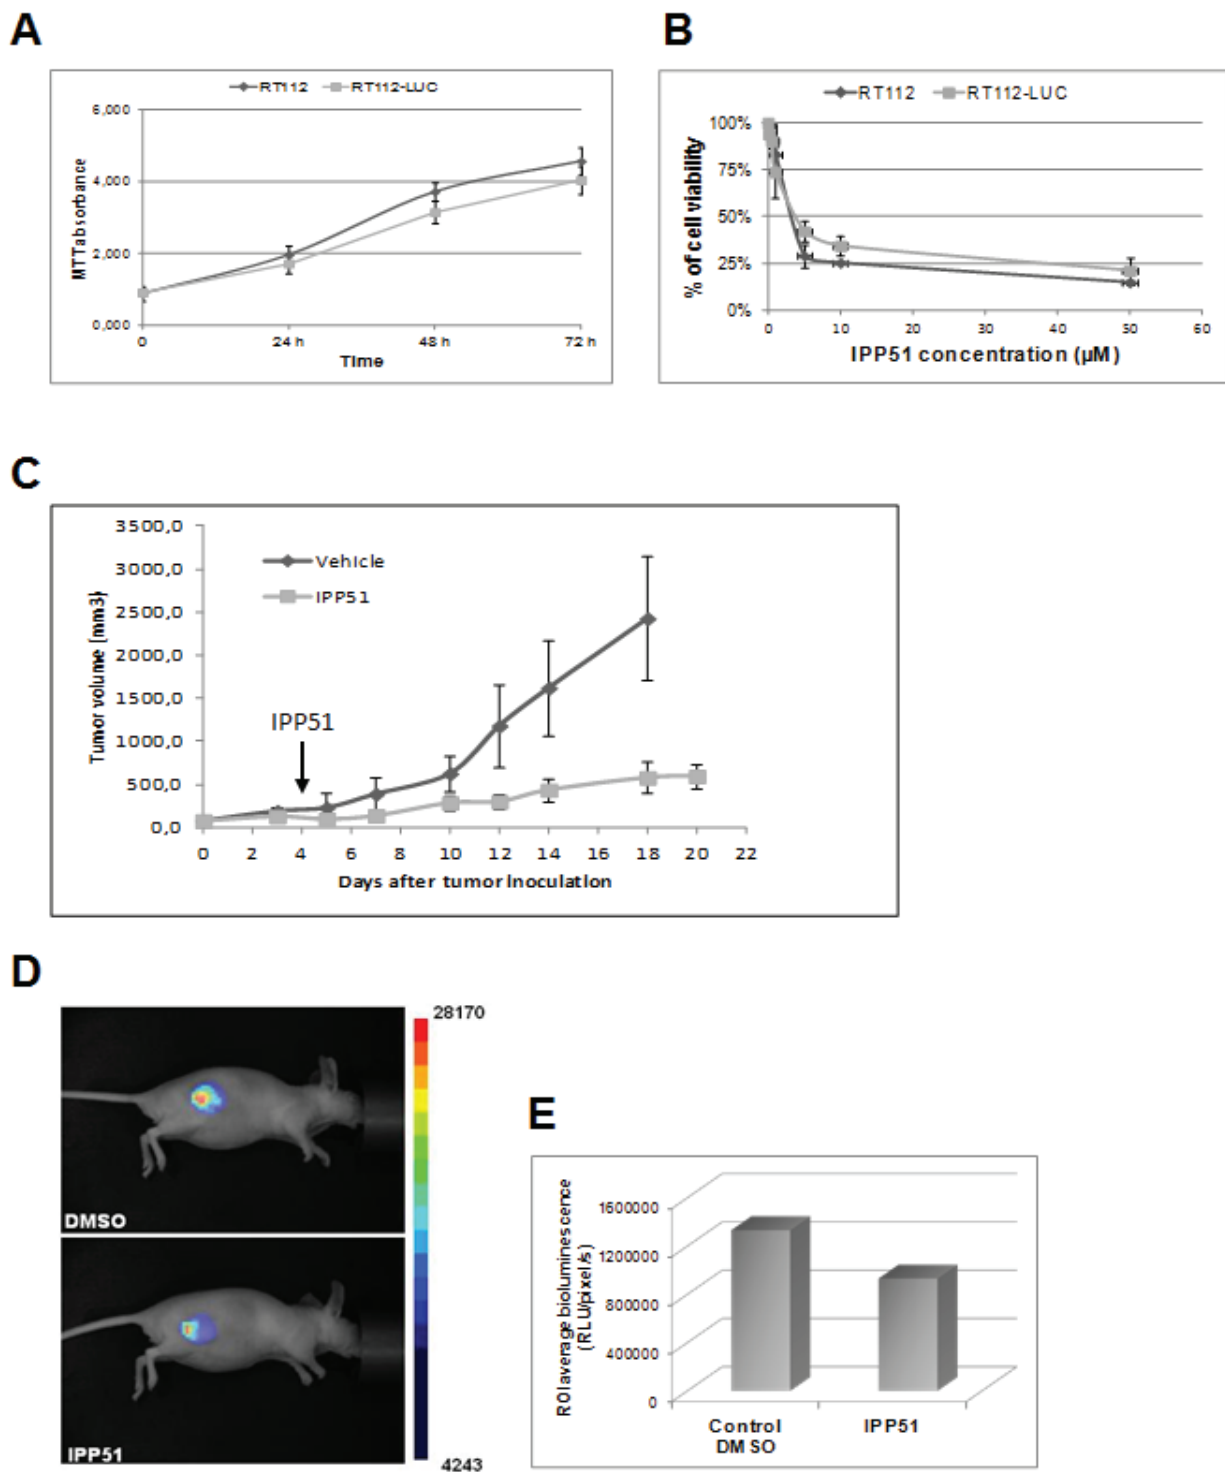 A
RT112 RT112-LUC
6,000
4,000
2,000
0,000
MTT absorbance
0 24 h 48 h 72 h
Time
B
RT112 RT112-LUC
100%
75%
50%
25%
0%
% of cell viability
0 10 20 30 40 50 60
IPP51 concentration (µM)
C
3500,0
3000,0
2500,0
2000,0
1500,0
1000,0
500,0
0,0
Tumor volume (mm3)
Vehicle
IPP51
IPP51
0 2 4 6 8 10 12 14 16 18 20 22
Days after tumor inoculation
D
DMSO
IPP51
28170
4243
E
1600000
1200000
800000
400000
0
ROI average bioluminescence
(RLU/pixel/s)
Control
DMSO
IPP51